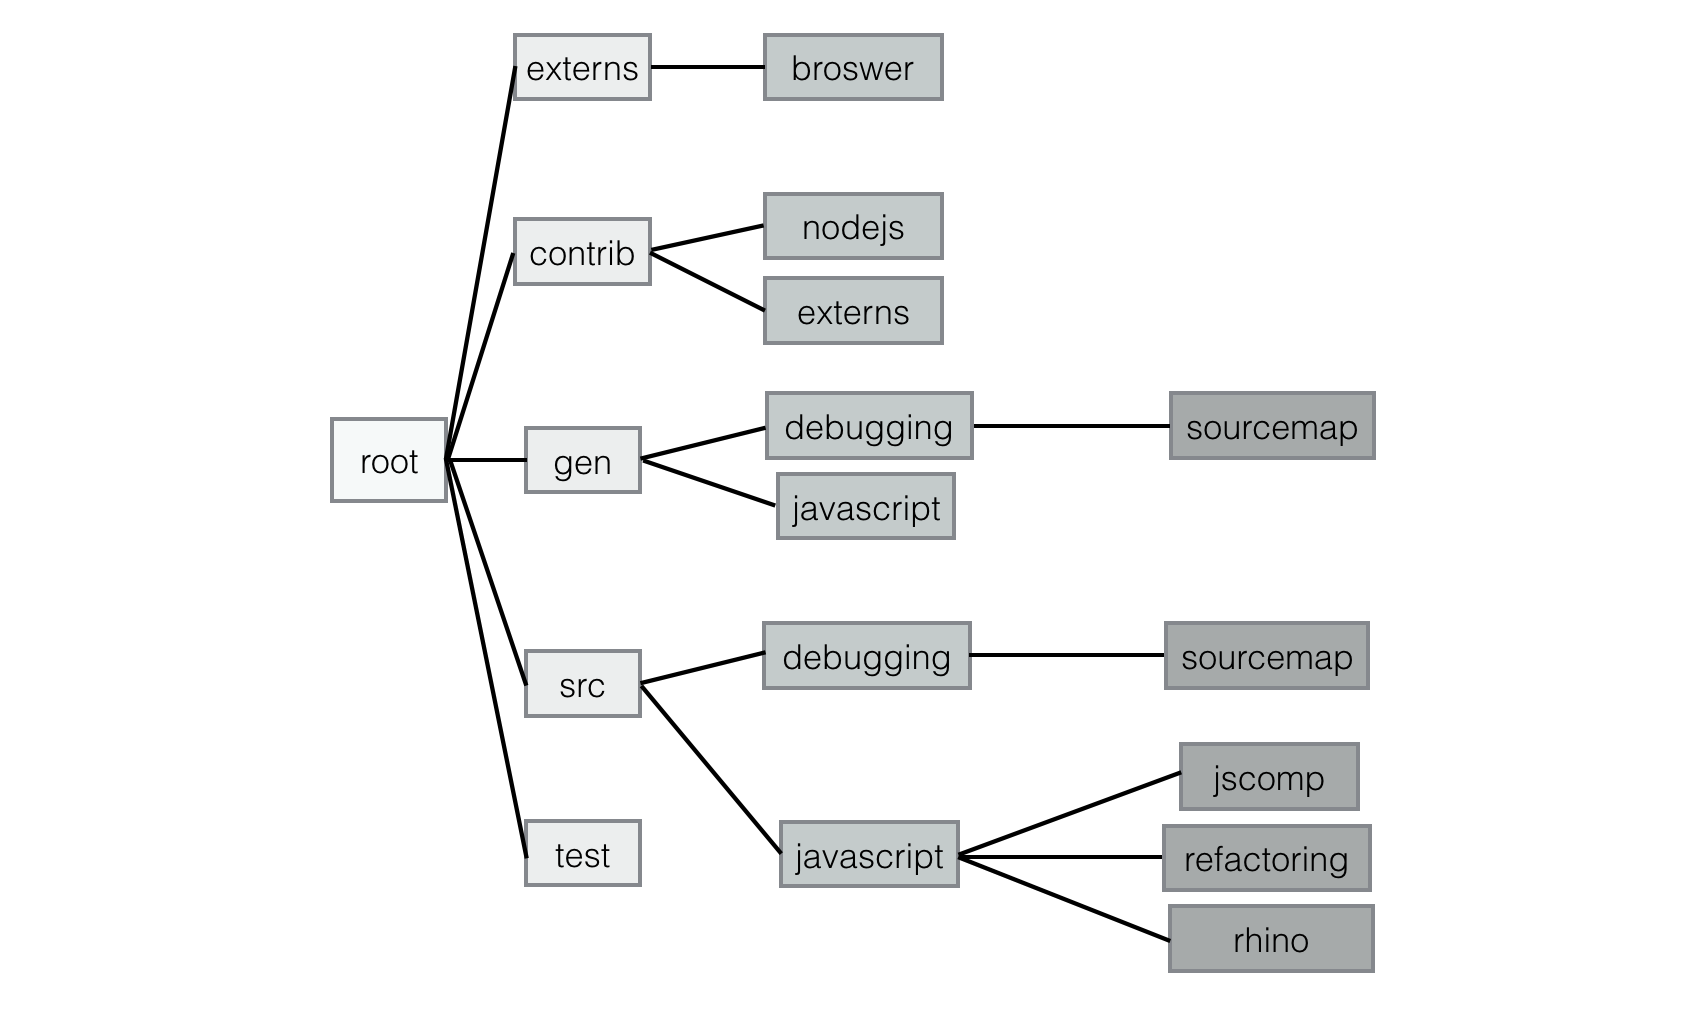 externs
broswer
contrib
nodejs
externs
root
gen
debugging
sourcemap
javascript
src
debugging
sourcemap
javascript
jscomp
refactoring
rhino
test